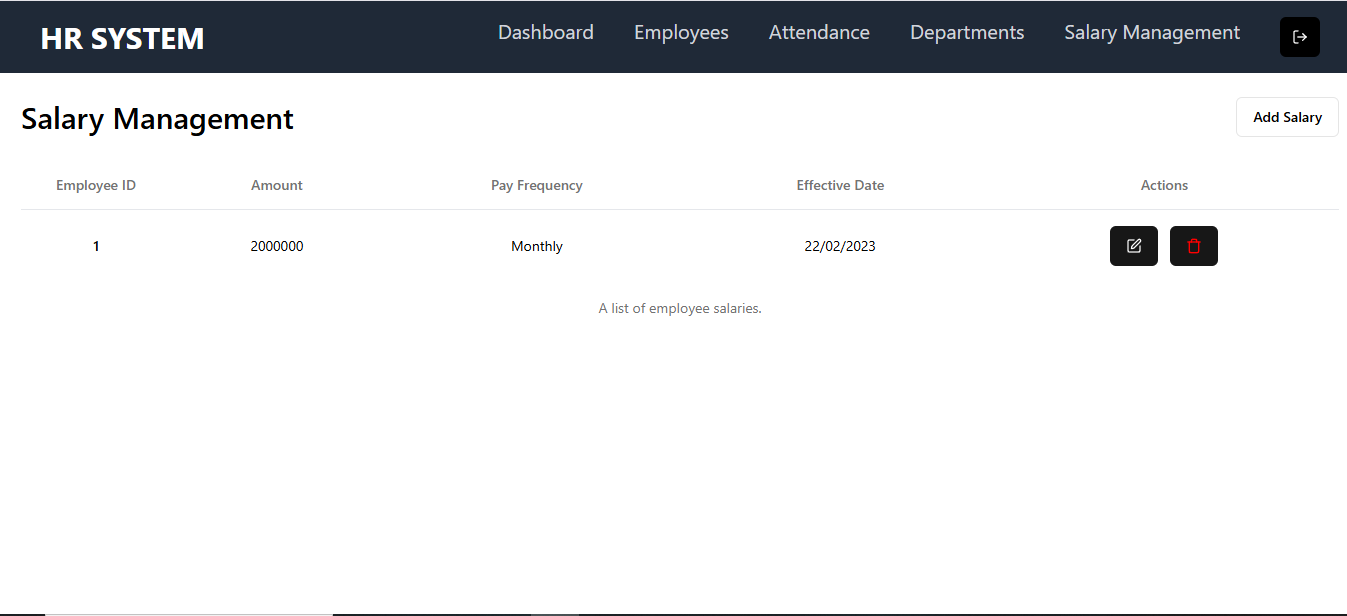 HR SYSTEM Dashboard Employees Attendance Departments Salary Management
Salary Management Add Salary
Employee ID Amount Pay Frequency Effective Date Actions
1 2000000 Monthly 22/02/2023
A list of employee salaries.